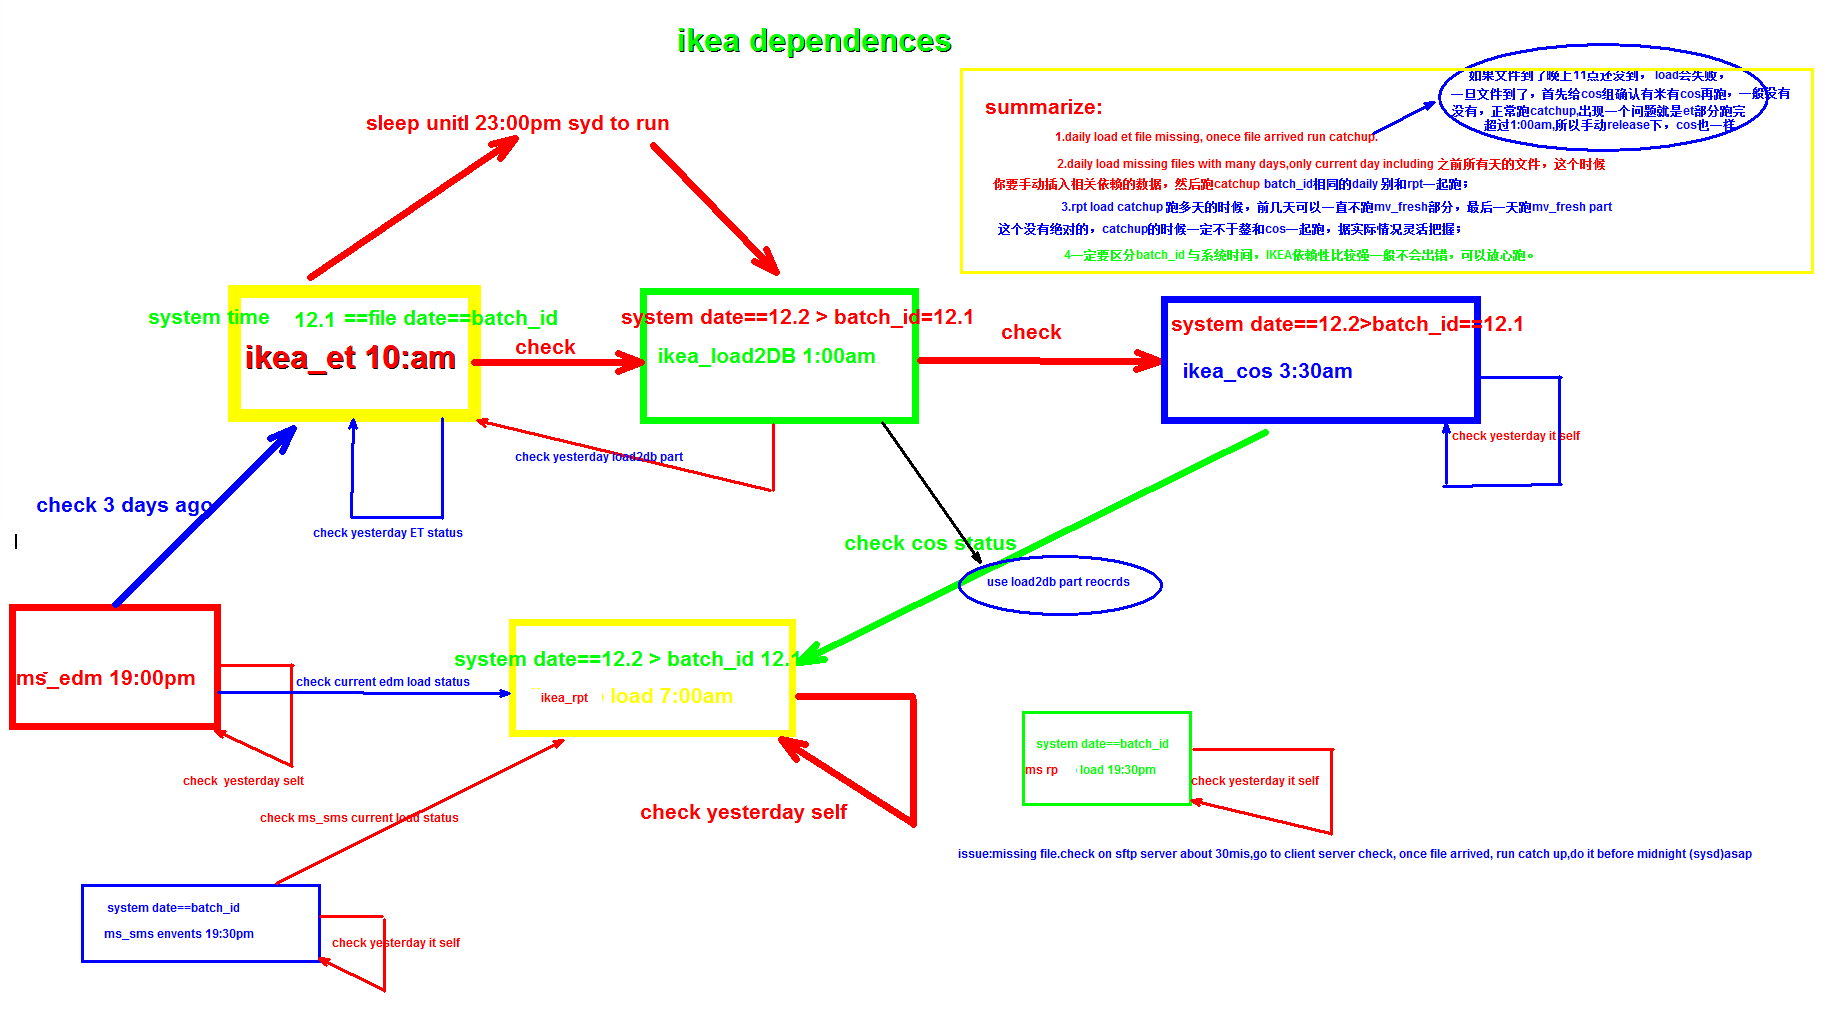 ikea dependences
如果文件到了晚上11点还没到， load会失败，
一旦文件到了，首先给cos组确认有米有cos再跑，一般没有
没有，正常跑catchup,出现一个问题就是et部分跑完
超过1:00am,所以手动release下，cos也一样
summarize:
1.daily load et file missing, onece file arrived run catchup.
2.daily load missing files with many days,only current day including 之前所有天的文件，这个时候
你要手动插入相关依赖的数据，然后跑catchup batch_id相同的daily 别和rpt一起跑；
3.rpt load catchup 跑多天的时候，前几天可以一直不跑mv_fresh部分，最后一天跑mv_fresh part
这个没有绝对的，catchup的时候一定不于整和cos一起跑，据实际情况灵活把握；
4一定要区分batch_id 与系统时间，IKEA依赖性比较强一般不会出错，可以放心跑。
sleep unitl 23:00pm syd to run
system time 12.1 ==file date==batch_id
ikea_et 10:am
check
system date==12.2 > batch_id=12.1
ikea_load2DB 1:00am
check
system date==12.2>batch_id==12.1
ikea_cos 3:30am
check yesterday it self
check yesterday load2db part
check 3 days ago
check yesterday ET status
check cos status
use load2db part reocrds
ms_edm 19:00pm
check current edm load status
check yesterday selt
system date==12.2 > batch_id 12.1
ikea_rpt load 7:00am
check yesterday self
check ms_sms current load status
system date==batch_id
ms rp load 19:30pm
check yesterday it self
issue:missing file.check on sftp server about 30mis,go to client server check, once file arrived, run catch up,do it before midnight (sysd)asap
system date==batch_id
ms_sms envents 19:30pm
check yesterday it self